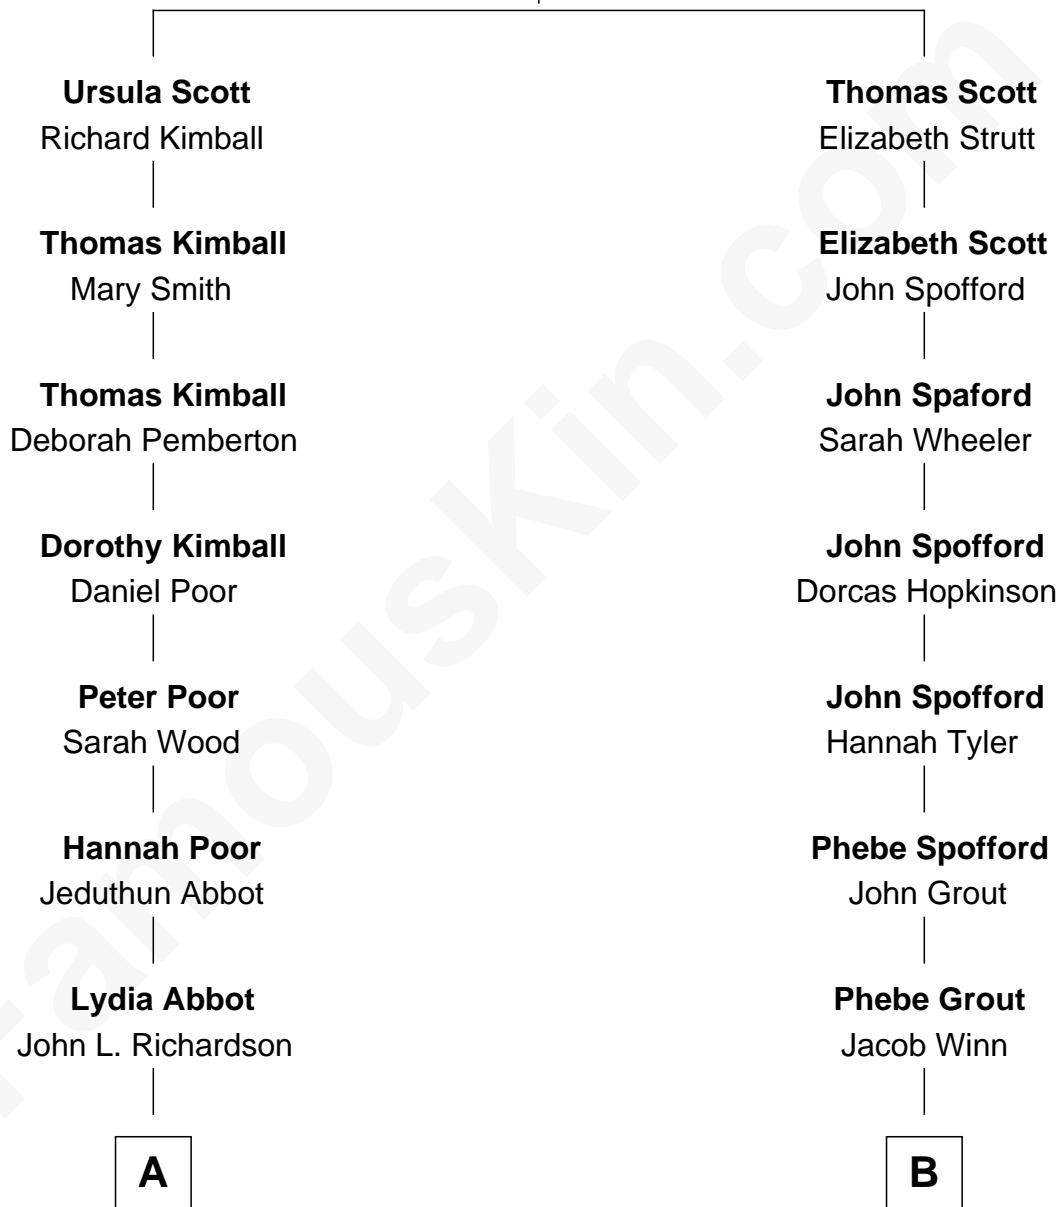 Ursula Scott
Richard Kimball
Thomas Kimball
Mary Smith
Thomas Kimball
Deborah Pemberton
Dorothy Kimball
Daniel Poor
Peter Poor
Sarah Wood
Hannah Poor
Jeduthun Abbot
Lydia Abbot
John L. Richardson
A
Thomas Scott
Elizabeth Strutt
Elizabeth Scott
John Spofford
John Spaford
Sarah Wheeler
John Spofford
Dorcas Hopkinson
John Spofford
Hannah Tyler
Phebe Spofford
John Grout
Phebe Grout
Jacob Winn
B
FamousKin.com